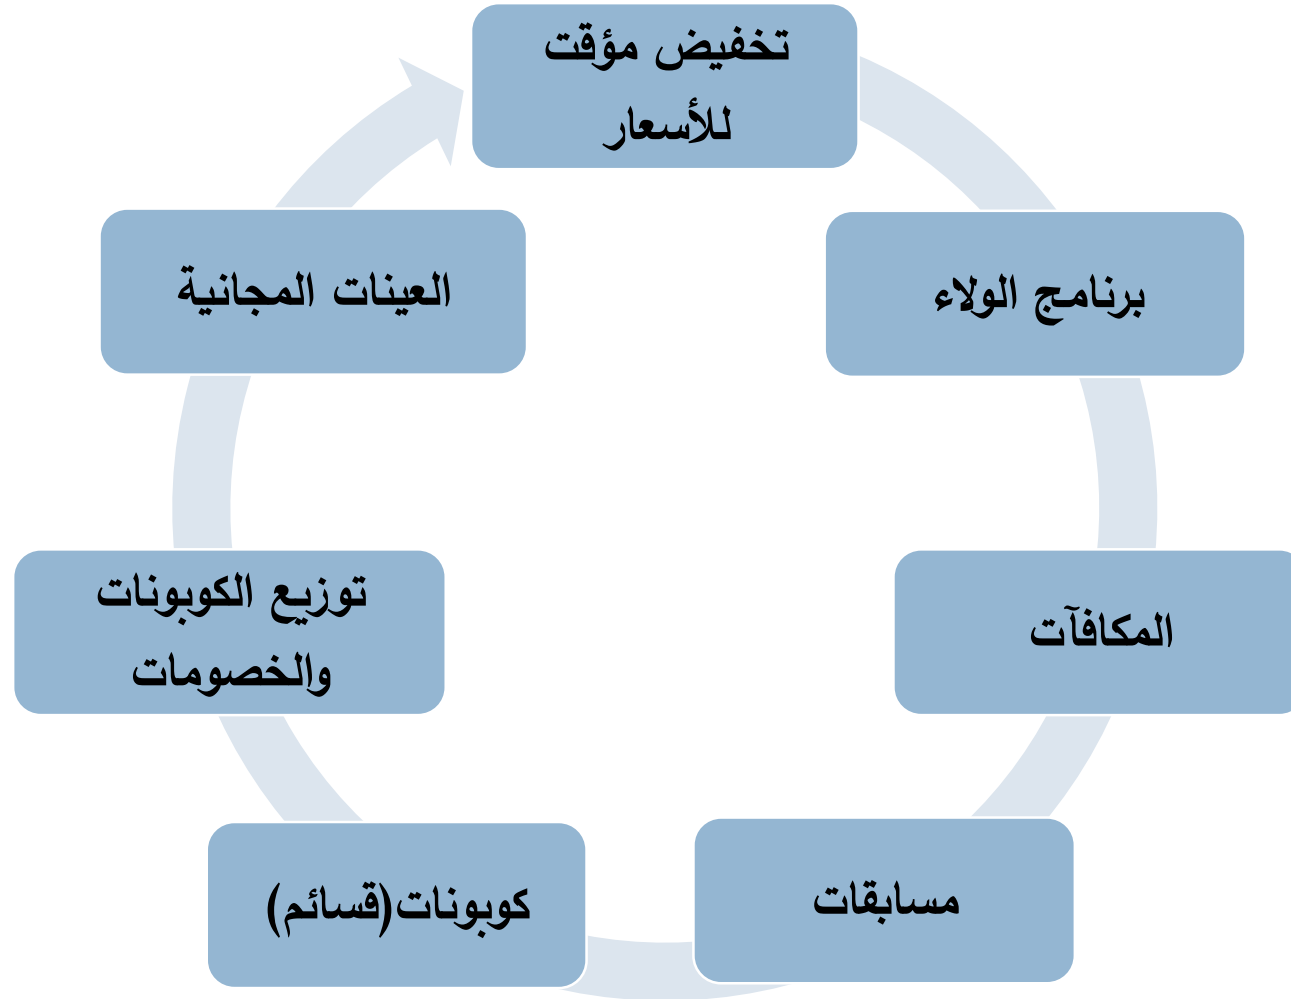 تخفيض مؤقت
للأسعار
برنامج الولاء
المكافآت
مسابقات
كوبونات(قسائم)
توزيع الكوبونات
والخصومات
العينات المجانية